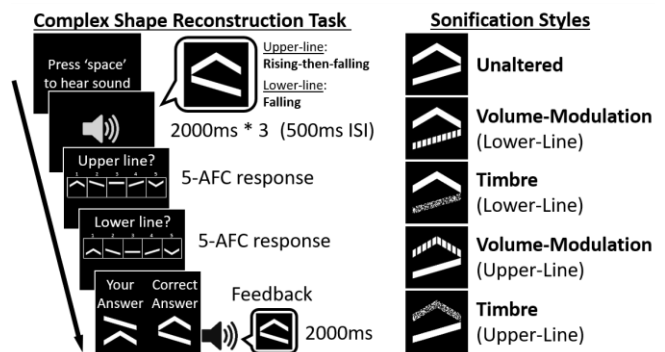 Complex Shape Reconstruction Task
Press 'space'
to hear sound
Upper-line:
Rising-then-falling
Lower-line:
Falling
2000ms * 3 (500ms ISI)
Upper line?
1 2 3 4 5
5-AFC response
Lower line?
1 2 3 4 5
5-AFC response
Your
Answer
Correct
Answer
Feedback
2000ms
Sonification Styles
Unaltered
Volume-Modulation
(Lower-Line)
Timbre
(Lower-Line)
Volume-Modulation
(Upper-Line)
Timbre
(Upper-Line)